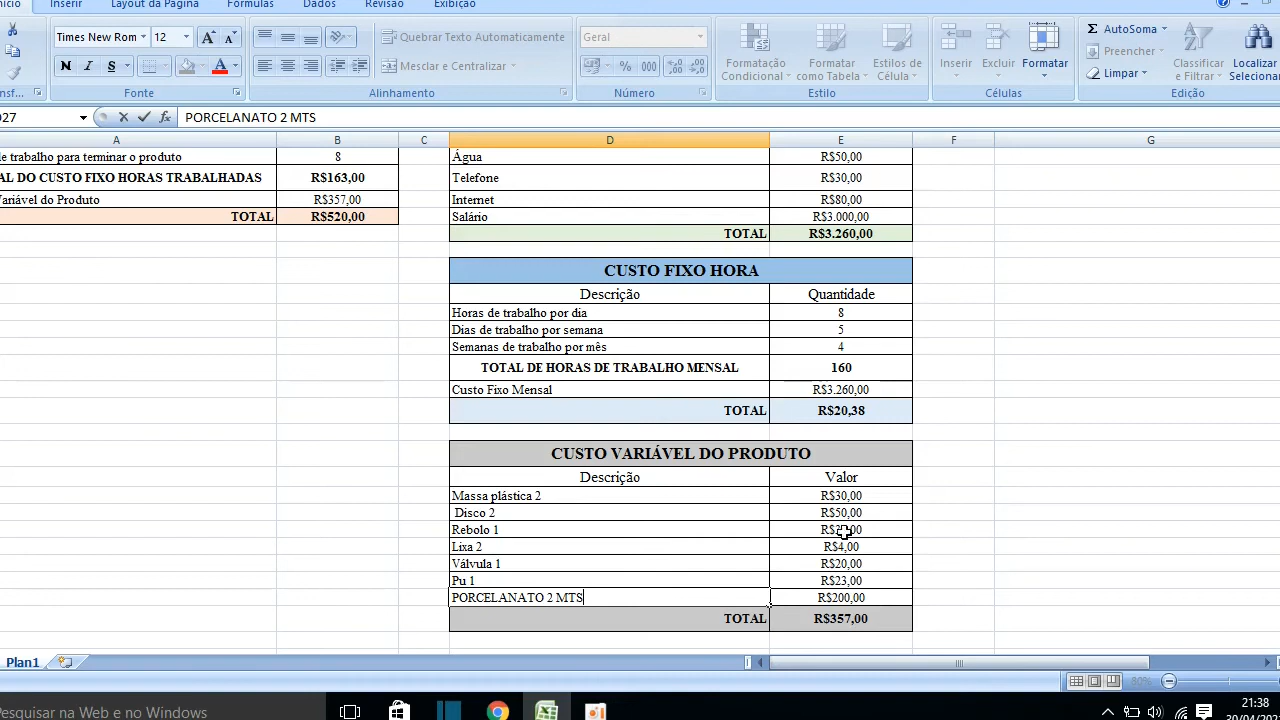 Inserir Layout da Página Fórmulas Dados Revisão Exibição
Times New Rom 12
Quebrar Texto Automaticamente
Geral
AutoSoma
N I S
Mesclar e Centralizar
% 000
Formatação Condicional
Formatar como Tabela
Estilos de Célula
Inserir
Excluir
Formatar
Preencher
Limpar
Classificar e Filtrar
Localizar
Fonte
Alinhamento
Número
Estilo
Células
Edição
PORCELANATO 2 MTS
A B C D E F G
de trabalho para terminar o produto 8
Água R$50,00
CUSTO FIXO HORAS TRABALHADAS R$163,00
Telefone R$30,00
Variável do Produto R$357,00
Internet R$80,00
TOTAL R$520,00
Salário R$3.000,00
TOTAL R$3.260,00
CUSTO FIXO HORA
Descrição Quantidade
Horas de trabalho por dia 8
Dias de trabalho por semana 5
Semanas de trabalho por mês 4
TOTAL DE HORAS DE TRABALHO MENSAL 160
Custo Fixo Mensal R$3.260,00
TOTAL R$20,38
CUSTO VARIÁVEL DO PRODUTO
Descrição Valor
Massa plástica 2 R$30,00
Disco 2 R$50,00
Rebolo 1
Lixa 2 R$4,00
Válvula 1 R$20,00
Pu 1 R$23,00
PORCELANATO 2 MTS R$200,00
TOTAL R$357,00
Plan1
80%
Pesquisar na Web e no Windows
21:38